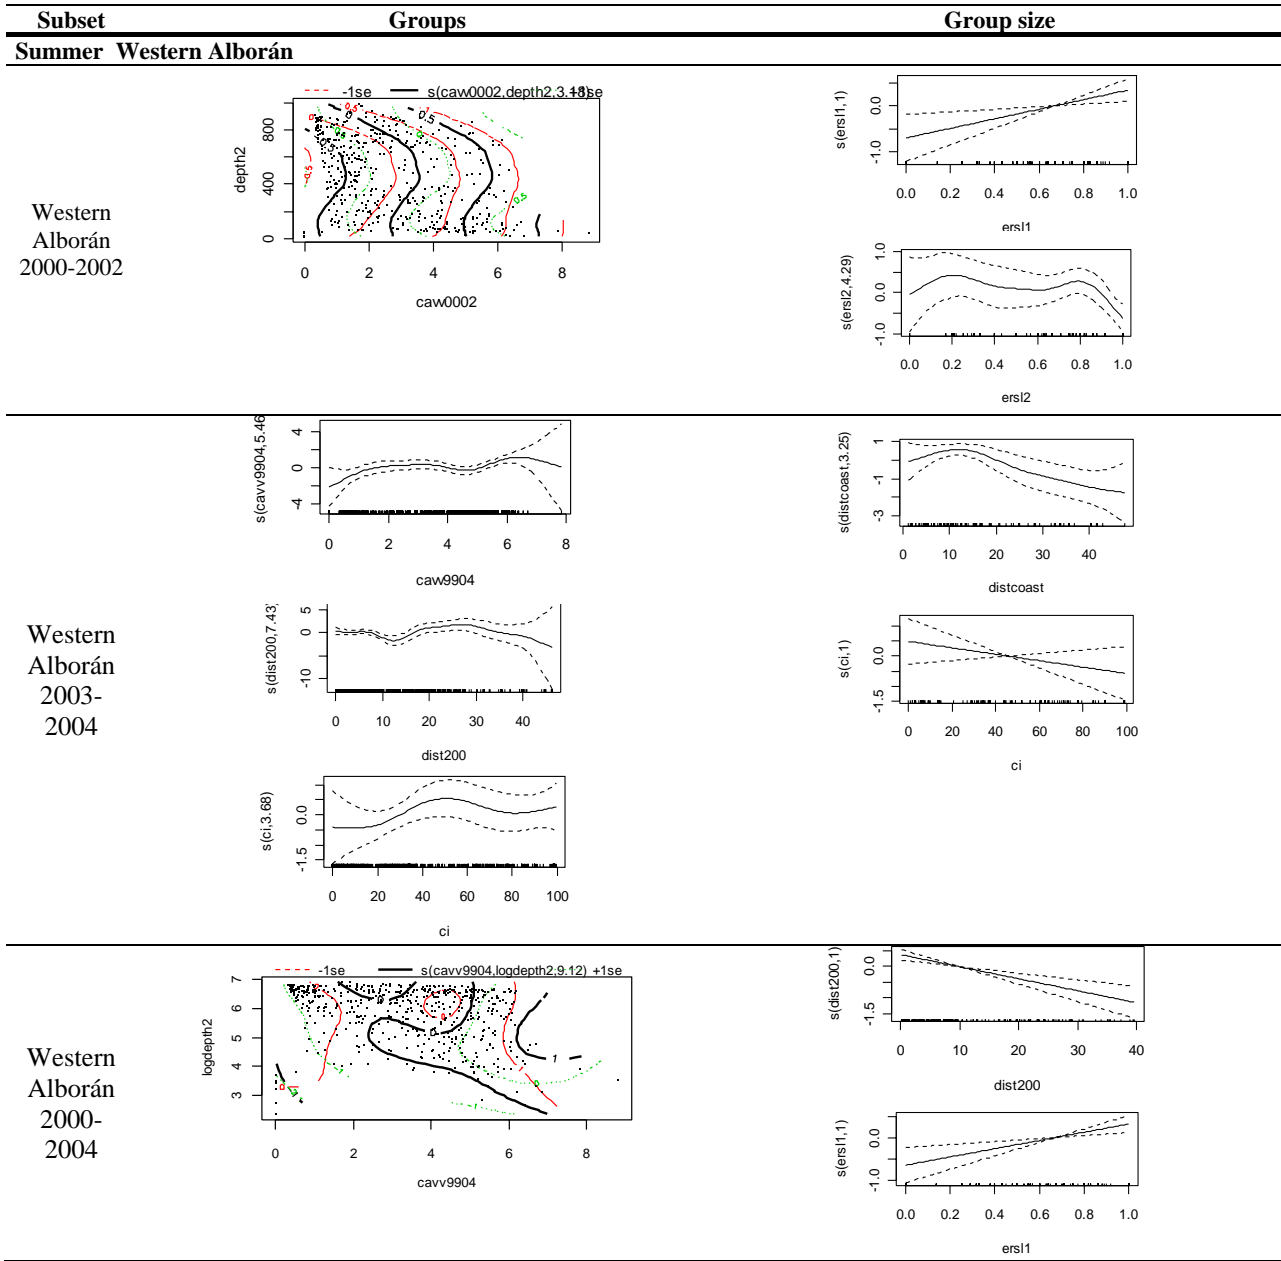 Subset Groups Group size
Summer Western Alborán
Western
Alborán
2000-2002
-1se s(caw0002,depth2,3.18) +1se
depth2
0 400 800
0 2 4 6 8
caw0002
s(ersl1,1)
-1.0 0.0
0.0 0.2 0.4 0.6 0.8 1.0
ersl1
s(ersl2,4.29)
-1.0 0.0 1.0
0.0 0.2 0.4 0.6 0.8 1.0
ersl2
Western
Alborán
2003-
2004
s(cavv9904,5.46
-4 0 4
0 2 4 6 8
caw9904
s(dist200,7.43)
-10 0 5
0 10 20 30 40
dist200
s(ci,3.68)
-1.5 0.0
0 20 40 60 80 100
ci
s(distcoast,3.25)
-3 -1 1
0 10 20 30 40
distcoast
s(ci,1)
-1.5 0.0
0 20 40 60 80 100
ci
Western
Alborán
2000-
2004
-1se s(cavv9904,logdepth2,9.12) +1se
logdepth2
3 4 5 6 7
0 2 4 6 8
cavv9904
s(dist200,1)
-1.5 0.0
0 10 20 30 40
dist200
s(ersl1,1)
-1.0 0.0
0.0 0.2 0.4 0.6 0.8 1.0
ersl1